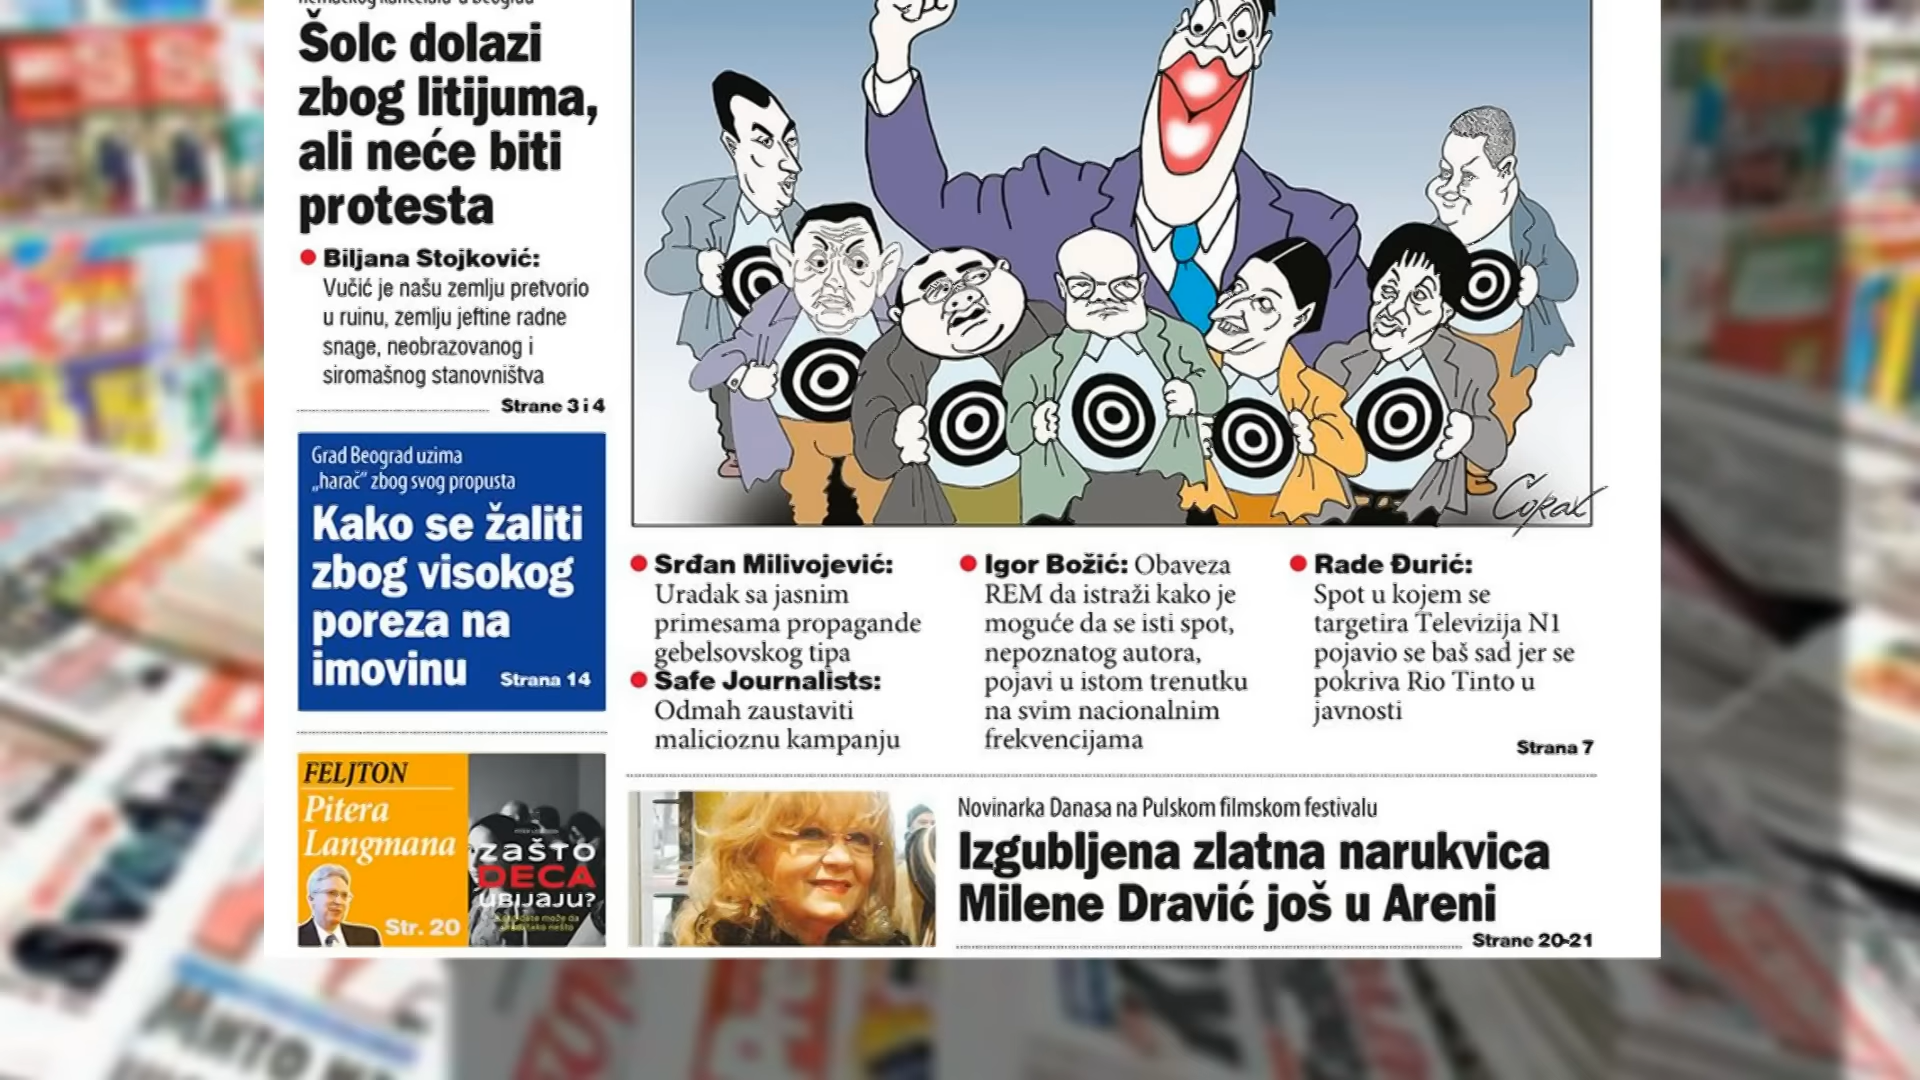 Šolc dolazi
zbog litijuma,
ali neće biti
protesta
Biljana Stojković:
Vučić je našu zemlju pretvorio
u ruinu, zemlju jeftine radne
snage, neobrazovanog i
siromašnog stanovništva
Strane 3 i 4
Grad Beograd uzima
„harač“ zbog svog propusta
Kako se žaliti
zbog visokog
poreza na
imovinu
Strana 14
FELJTON
Pitera
Langmana
Str. 20
ZAŠTO
DECA
UBIJAJU?
Corax
Srđan Milivojević:
Uradak sa jasnim
primesama propagande
gebelsovskog tipa
Safe Journalists:
Odmah zaustaviti
malicioznu kampanju
Igor Božić: Obaveza
REM da istraži kako je
moguće da se isti spot,
nepoznatog autora,
pojavi u istom trenutku
na svim nacionalnim
frekvencijama
Rade Đurić:
Spot u kojem se
targetira Televizija N1
pojavio se baš sad jer se
pokriva Rio Tinto u
javnosti
Strana 7
Novinarka Danasa na Pulskom filmskom festivalu
Izgubljena zlatna narukvica
Milene Dravić još u Areni
Strane 20-21